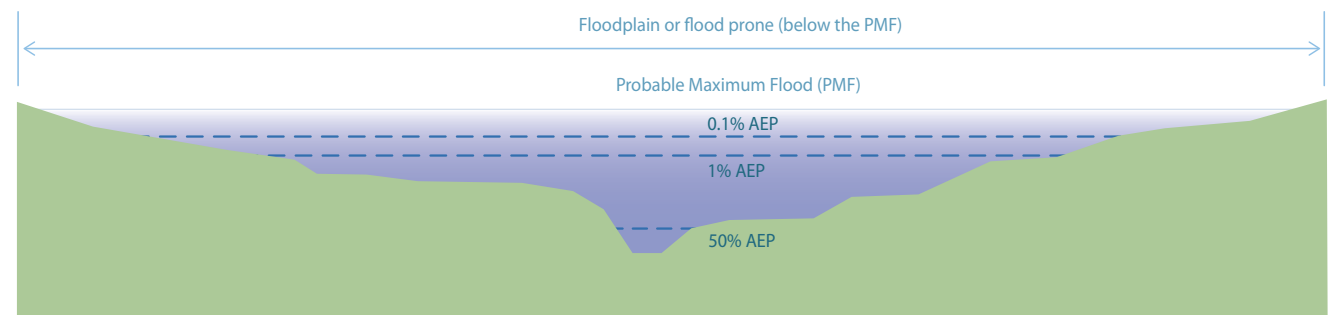 Floodplain or flood prone (below the PMF)
Probable Maximum Flood (PMF)
0.1% AEP
1% AEP
50% AEP